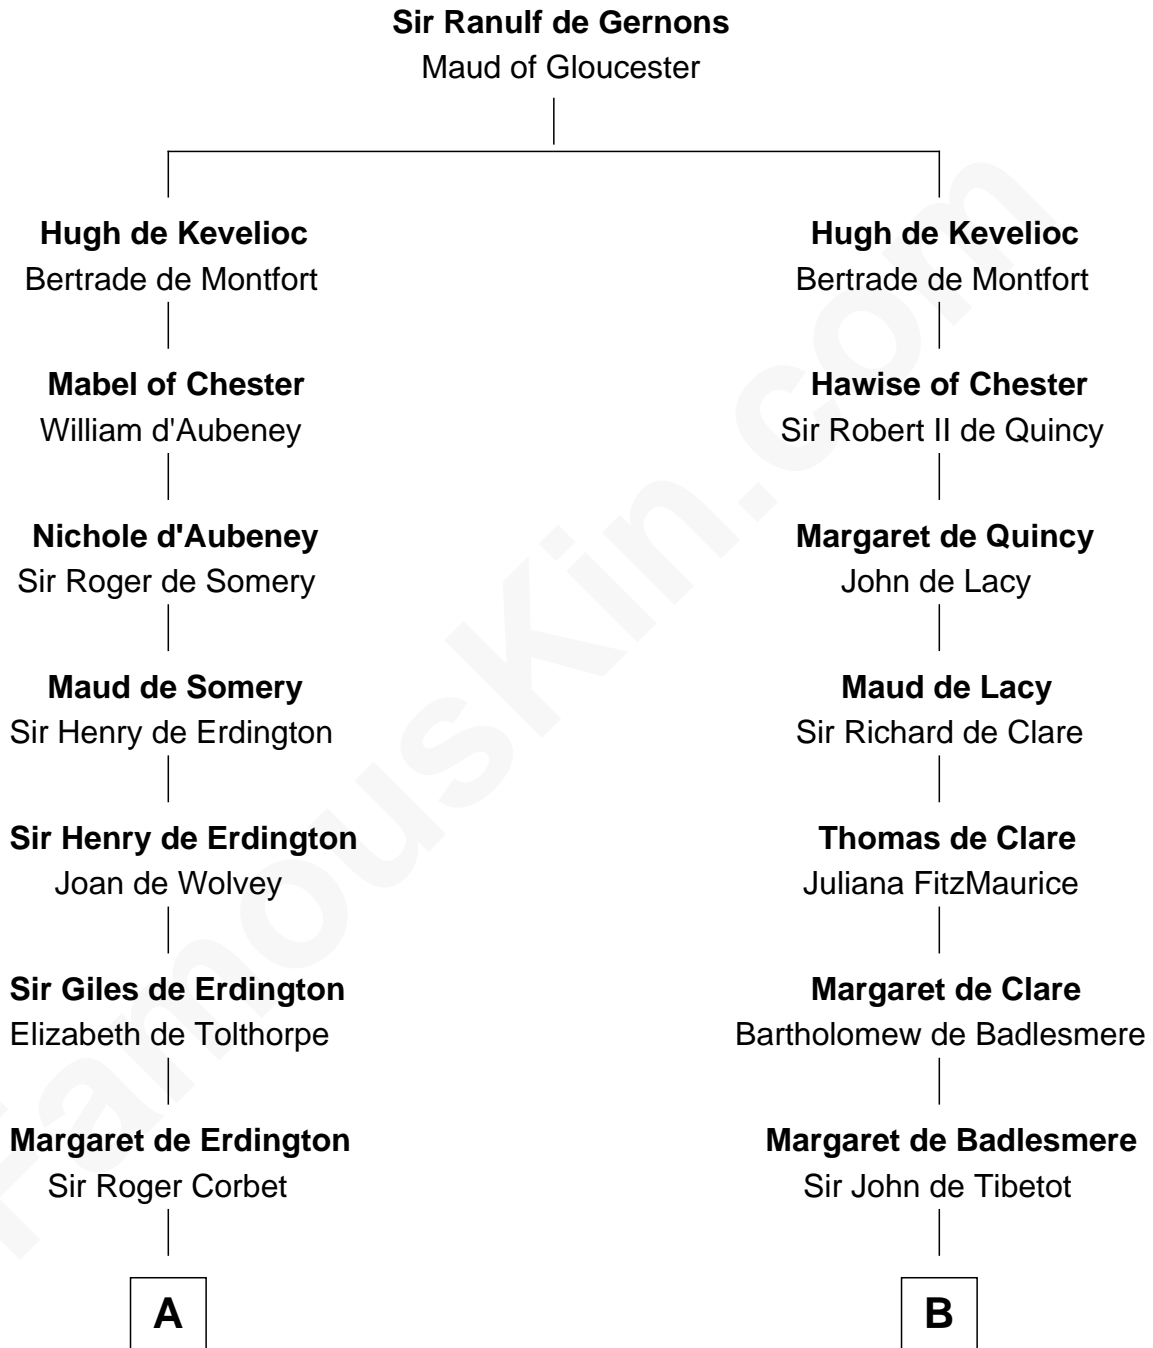 Sir Ranulf de Gernons
Maud of Gloucester
Hugh de Kevelioc
Bertrade de Montfort
Mabel of Chester
William d'Aubeney
Nichole d'Aubeney
Sir Roger de Somery
Maud de Somery
Sir Henry de Erdington
Sir Henry de Erdington
Joan de Wolvey
Sir Giles de Erdington
Elizabeth de Tolthorpe
Margaret de Erdington
Sir Roger Corbet
A
Hugh de Kevelioc
Bertrade de Montfort
Hawise of Chester
Sir Robert II de Quincy
Margaret de Quincy
John de Lacy
Maud de Lacy
Sir Richard de Clare
Thomas de Clare
Juliana FitzMaurice
Margaret de Clare
Bartholomew de Badlesmere
Margaret de Badlesmere
Sir John de Tibetot
B
FamousKin.com